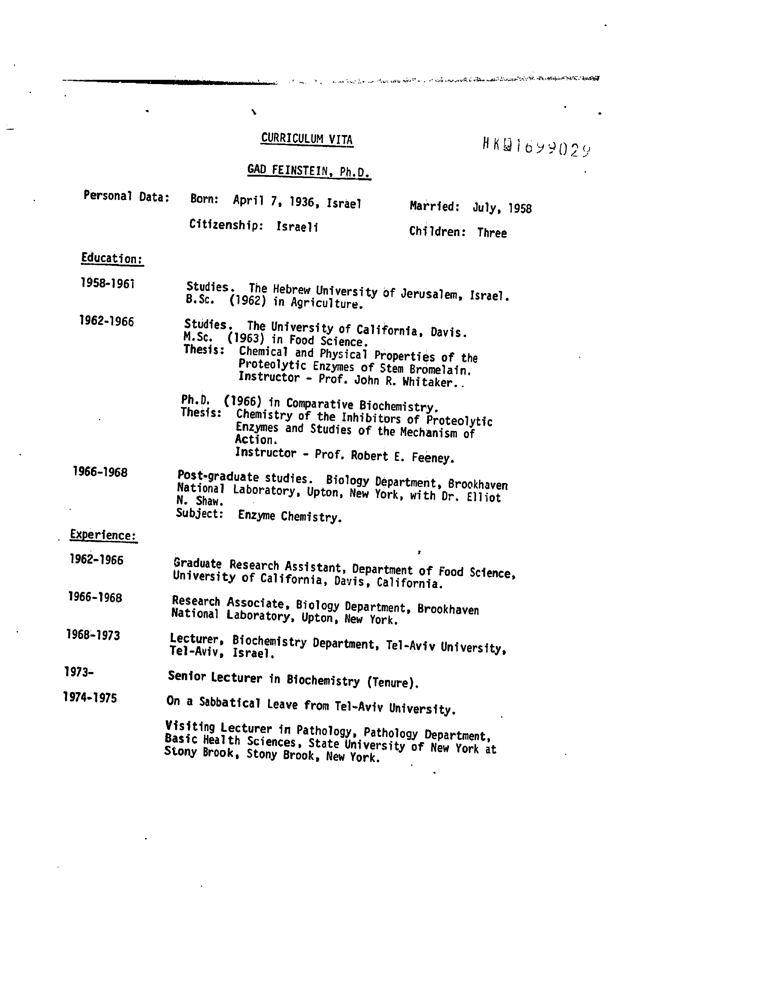 CURRICULUM VITA
HK01699029
GAD FEINSTEIN, Ph.D.
Personal Data: Born: April 7, 1936, Israel Married: July, 1958
Citizenship: Israeli Children: Three
Education:
1958-1961 Studies. The Hebrew University of Jerusalem, Israel.
B.Sc. (1962) in Agriculture.
1962-1966 Studies. The University of California, Davis.
M.Sc. (1963) in Food Science.
Thesis: Chemical and Physical Properties of the
Proteolytic Enzymes of Stem Bromelain.
Instructor - Prof. John R. Whitaker..
Ph.D. (1966) in Comparative Biochemistry.
Thesis: Chemistry of the Inhibitors of Proteolytic
Enzymes and Studies of the Mechanism of
Action.
Instructor - Prof. Robert E. Feeney.
1966-1968 Post-graduate studies. Biology Department, Brookhaven
National Laboratory, Upton, New York, with Dr. Elliot
N. Shaw.
Subject: Enzyme Chemistry.
Experience:
1962-1966 Graduate Research Assistant, Department of Food Science,
University of California, Davis, California.
1966-1968 Research Associate, Biology Department, Brookhaven
National Laboratory, Upton, New York.
1968-1973 Lecturer, Biochemistry Department, Tel-Aviv University,
Tel-Aviv, Israel.
1973- Senior Lecturer in Biochemistry (Tenure).
1974-1975 On a Sabbatical Leave from Tel-Aviv University.
Visiting Lecturer in Pathology, Pathology Department,
Basic Health Sciences, State University of New York at
Stony Brook, Stony Brook, New York.